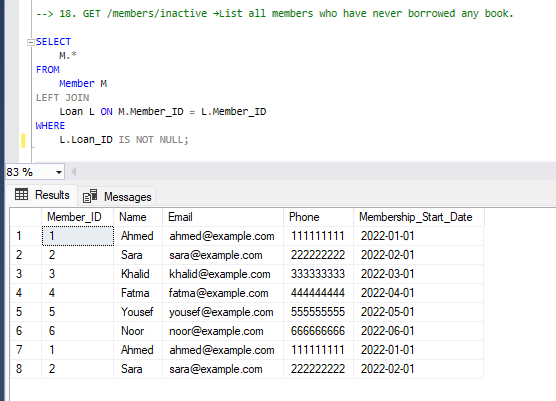 --> 18. GET /members/inactive →List all members who have never borrowed any book.
SELECT
M.*
FROM
Member M
LEFT JOIN
Loan L ON M.Member_ID = L.Member_ID
WHERE
L.Loan_ID IS NOT NULL;
83 %
Results Messages
Member_ID Name Email Phone Membership_Start_Date
1 1 Ahmed ahmed@example.com 111111111 2022-01-01
2 2 Sara sara@example.com 222222222 2022-02-01
3 3 Khalid khalid@example.com 333333333 2022-03-01
4 4 Fatma fatma@example.com 444444444 2022-04-01
5 5 Yousef yousef@example.com 555555555 2022-05-01
6 6 Noor noor@example.com 666666666 2022-06-01
7 1 Ahmed ahmed@example.com 111111111 2022-01-01
8 2 Sara sara@example.com 222222222 2022-02-01